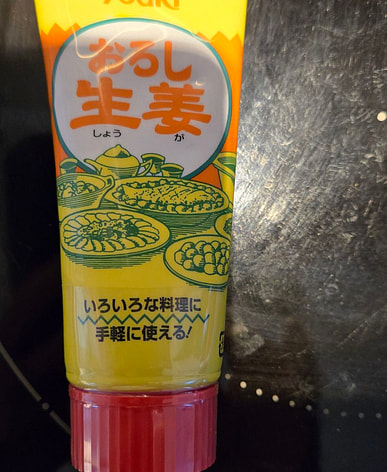 おろし
生姜
しょう が
いろいろな料理に
手軽に使える!